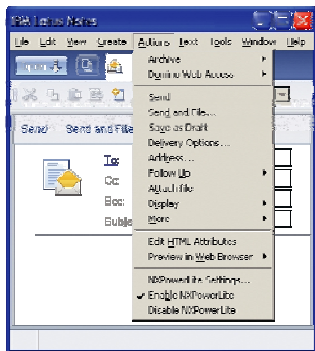 IBM Lotus Notes
File Edit View Create Actions Text Tools Window Help
Archive
Domino Web Access
Send
Send and File...
Save as Draft
Delivery Options...
Address...
Follow Up
Attach file
Display
More
Edit HTML Attributes
Preview in Web Browser
NXPowerLite Settings...
Enable NXPowerLite
Disable NXPowerLite
Send Send and File
To:
Cc:
Bcc:
Subje